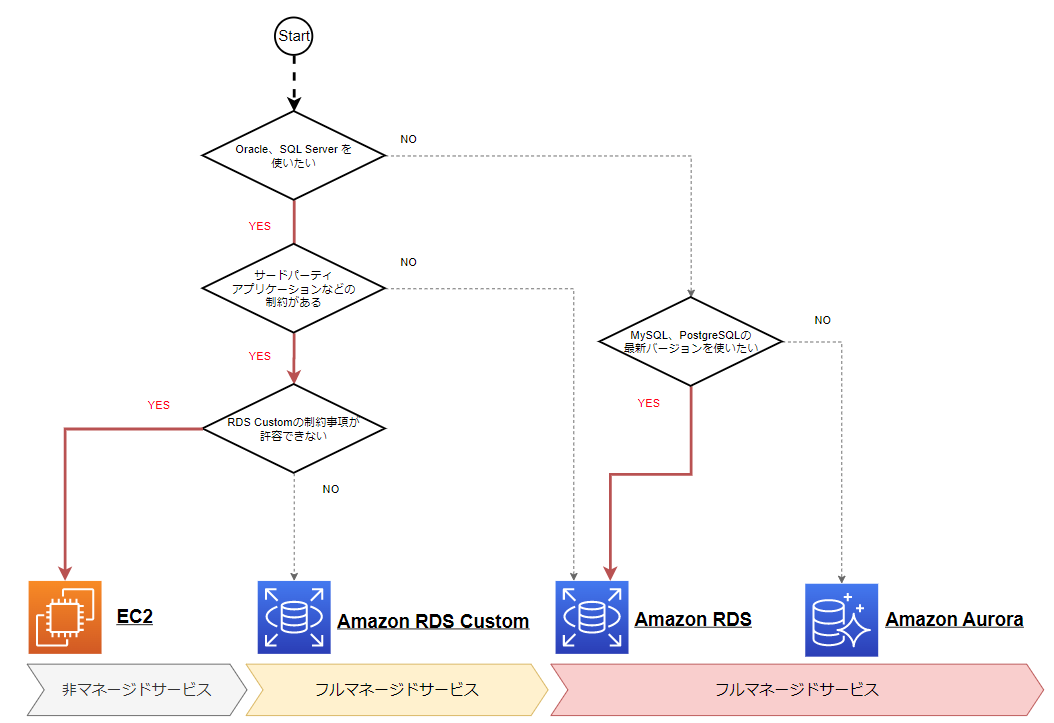 Start
Oracle、SQL Server を
使いたい
NO
YES
サードパーティ
アプリケーションなどの
制約がある
NO
YES
MySQL、PostgreSQLの
最新バージョンを使いたい
NO
YES
RDS Customの制約事項が
許容できない
YES
NO
EC2
Amazon RDS Custom
Amazon RDS
Amazon Aurora
非マネージドサービス
フルマネージドサービス
フルマネージドサービス